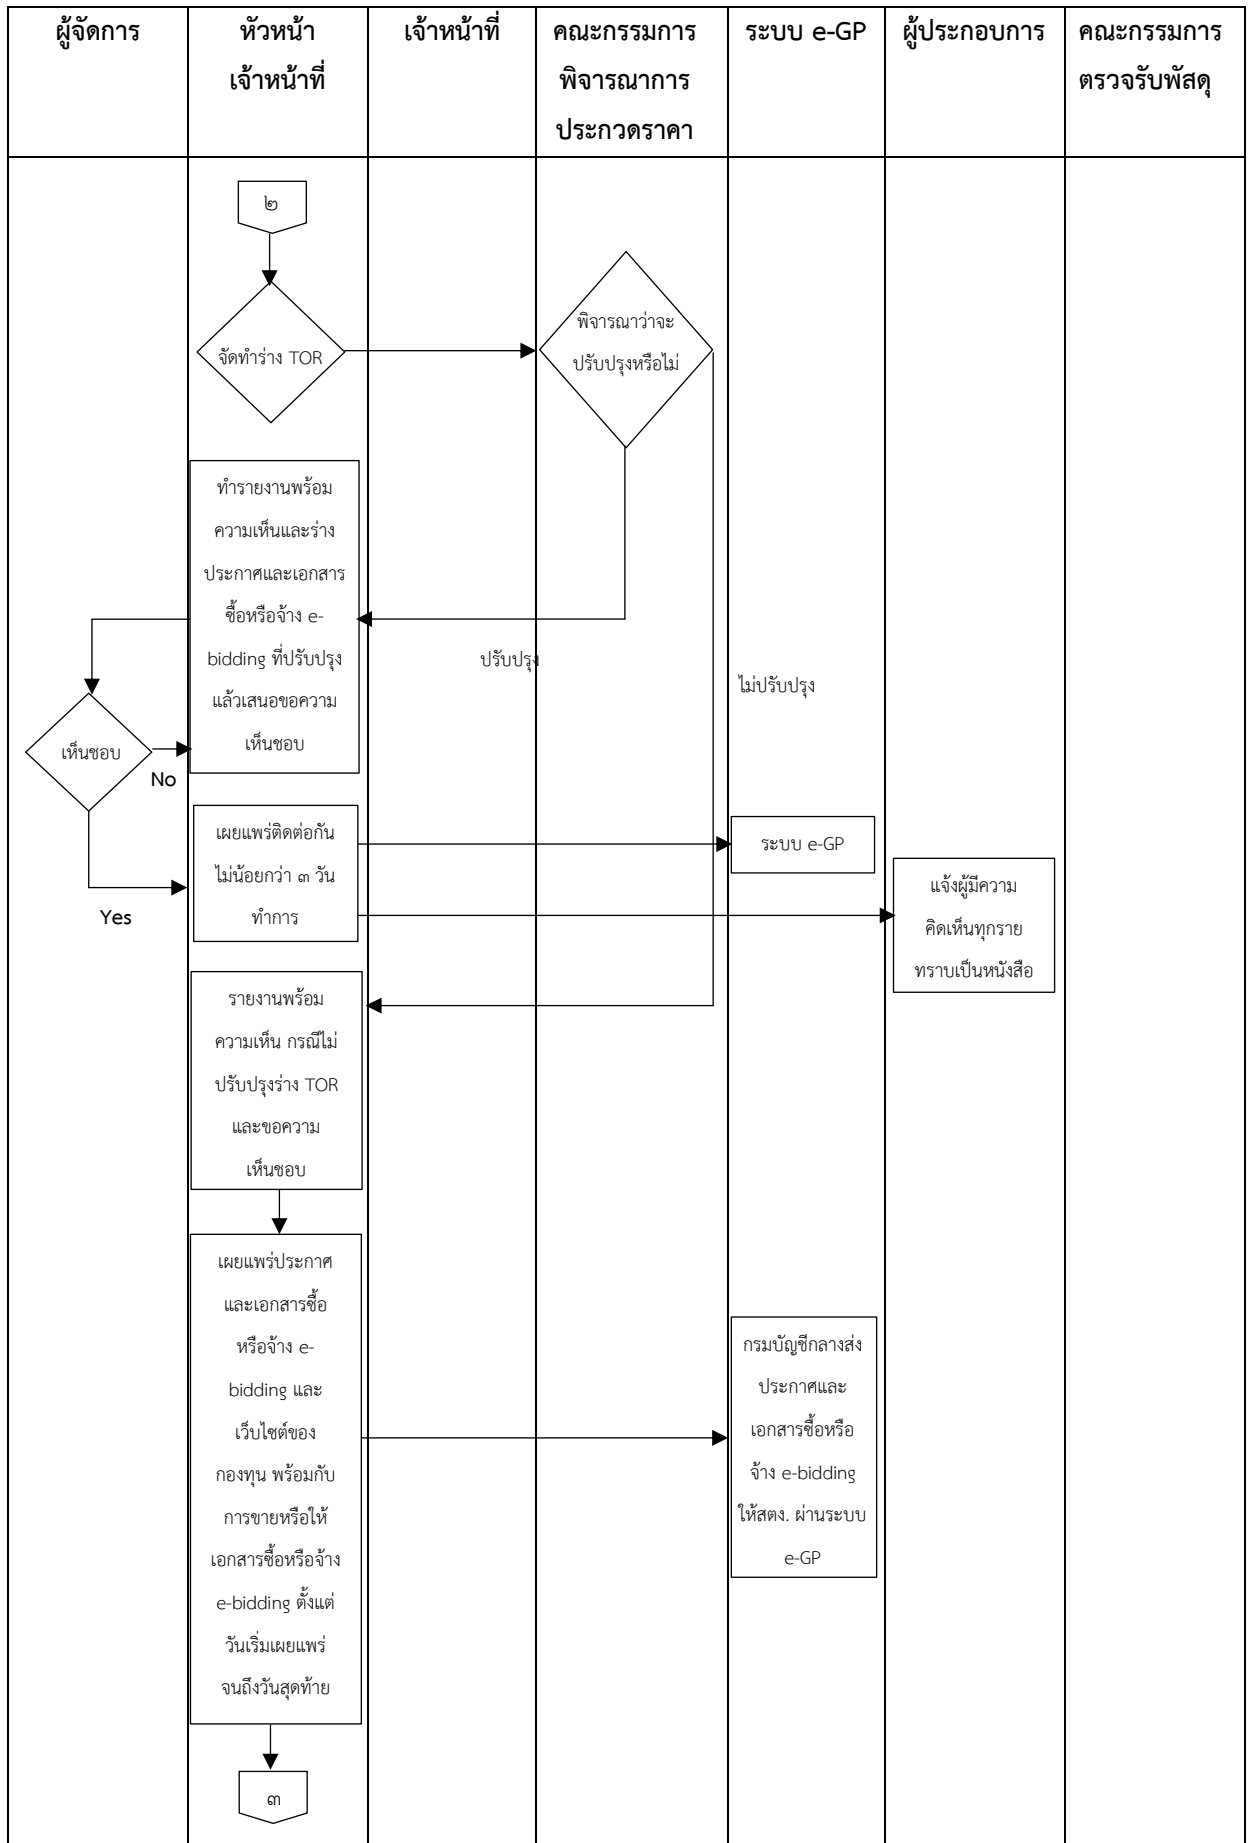 ผู้จัดการ
หัวหน้า
เจ้าหน้าที่
เจ้าหน้าที่
คณะกรรมการ
พิจารณาการ
ประกวดราคา
ระบบ e-GP
ผู้ประกอบการ
คณะกรรมการ
ตรวจรับพัสดุ
๒
จัดทำร่าง TOR
พิจารณาว่าจะ
ปรับปรุงหรือไม่
ทำรายงานพร้อม
ความเห็นและร่าง
ประกาศและเอกสาร
ซื้อหรือจ้าง e-
bidding ที่ปรับปรุง
แล้วเสนอขอความ
เห็นชอบ
ปรับปรุง
ไม่ปรับปรุง
เห็นชอบ
No
Yes
เผยแพร่ติดต่อกัน
ไม่น้อยกว่า ๓ วัน
ทำการ
ระบบ e-GP
แจ้งผู้มีความ
คิดเห็นทุกราย
ทราบเป็นหนังสือ
รายงานพร้อม
ความเห็น กรณีไม่
ปรับปรุงร่าง TOR
และขอความ
เห็นชอบ
เผยแพร่ประกาศ
และเอกสารซื้อ
หรือจ้าง e-
bidding และ
เว็บไซต์ของ
กองทุน พร้อมกับ
การขายหรือให้
เอกสารซื้อหรือจ้าง
e-bidding ตั้งแต่
วันเริ่มเผยแพร่
จนถึงวันสุดท้าย
กรมบัญชีกลางส่ง
ประกาศและ
เอกสารซื้อหรือ
จ้าง e-bidding
ให้สตง. ผ่านระบบ
e-GP
๓